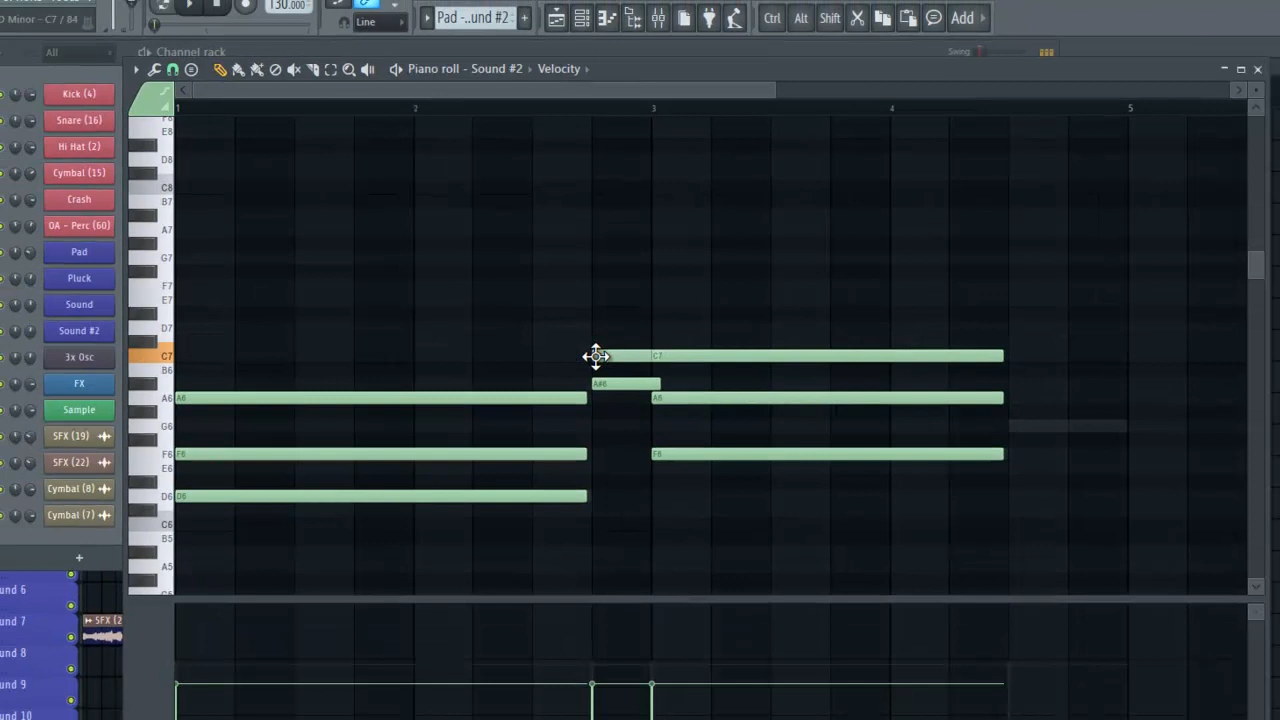 130.000
D Minor - C7 / 84
Line
Pad -..und #2
Ctrl
Alt
Shift
Add
All
Channel rack
Swing
Piano roll - Sound #2
Velocity
1
2
3
4
5
Kick (4)
Snare (16)
Hi Hat (2)
Cymbal (15)
Crash
OA - Perc (60)
Pad
Pluck
Sound
Sound #2
3x Osc
FX
Sample
SFX (19)
SFX (22)
Cymbal (8)
Cymbal (7)
+
F8
E8
D8
C8
B7
A7
G7
F7
E7
D7
C7
B6
A6
G6
F6
E6
D6
C6
B5
A5
C7
A#6
A6
A6
F6
F6
D6
und 6
und 7
und 8
und 9
und 10
SFX (2